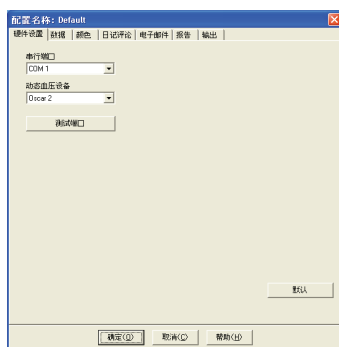 配置名称: Default
硬件设置 数据 颜色 日记评论 电子邮件 报告 输出
串行端口
COM 1
动态血压设备
Oscar 2
测试端口
默认
确定(O) 取消(C) 帮助(H)